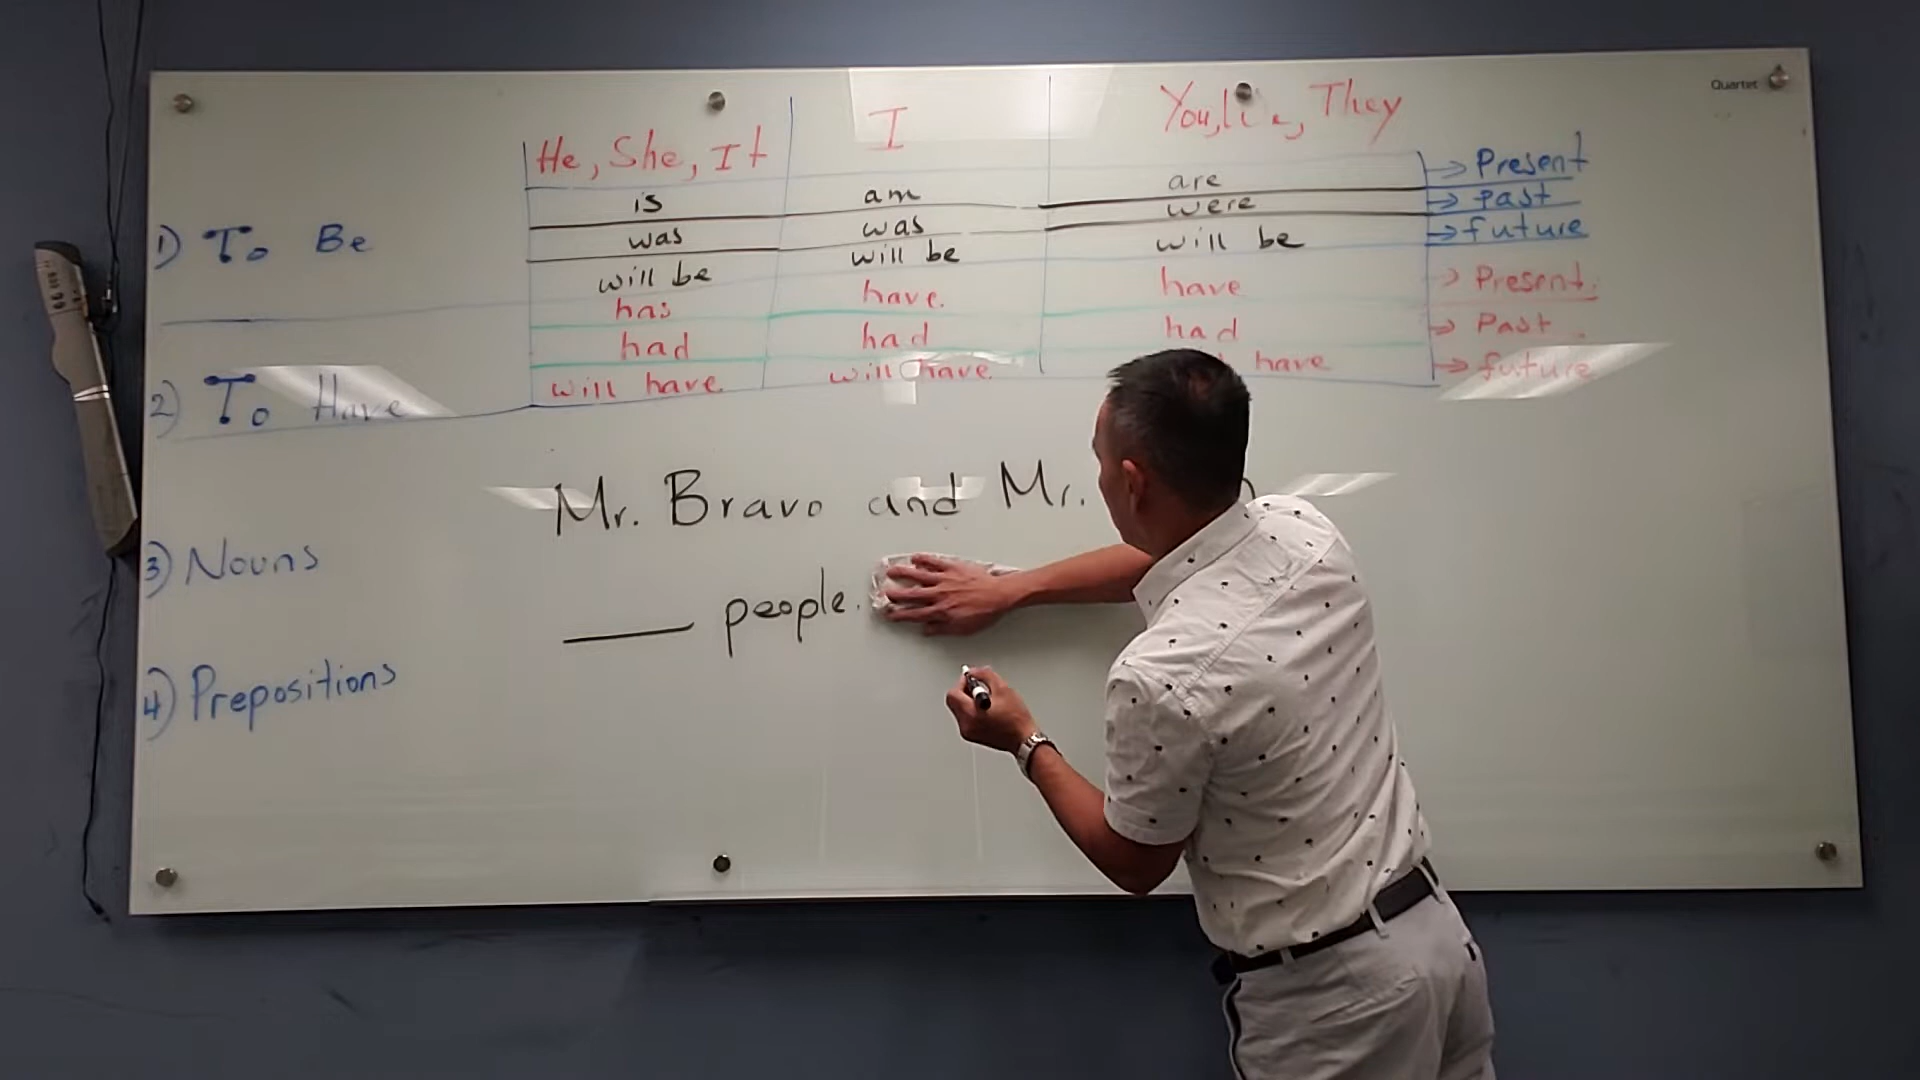 Quartet
He, She, It I You, We, They
is am are → Present
was was were → past
1) To Be will be will be will be → future
has have. have → Present.
had had had → Past.
2) To Have will have. will have. have → future
Mr. Bravo and Mr.
3) Nouns
___ people.
4) Prepositions